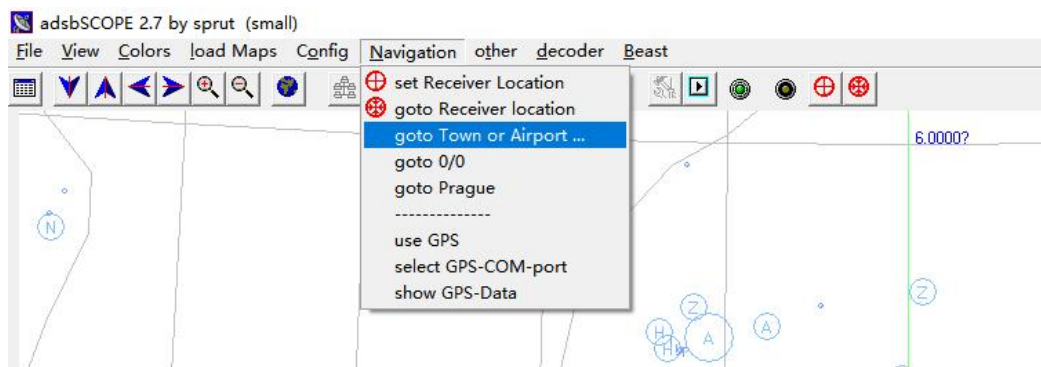 adsbSCOPE 2.7 by sprut (small)
File View Colors load Maps Config Navigation other decoder Beast
set Receiver Location
goto Receiver location
goto Town or Airport ...
6.0000?
goto 0/0
goto Prague
--------------
use GPS
select GPS-COM-port
show GPS-Data
N
Z
Z
H
A
A
H